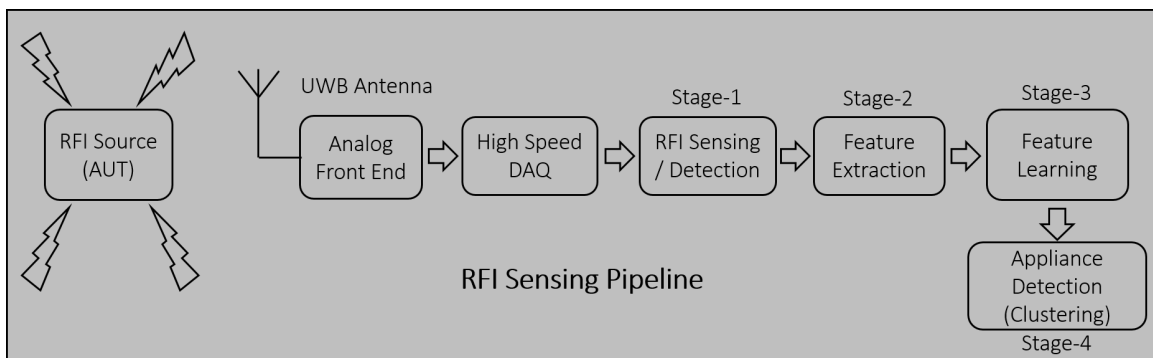 RFI Source
(AUT)
UWB Antenna
Analog
Front End
High Speed
DAQ
Stage-1
RFI Sensing
/ Detection
Stage-2
Feature
Extraction
Stage-3
Feature
Learning
Appliance
Detection
(Clustering)
Stage-4
RFI Sensing Pipeline